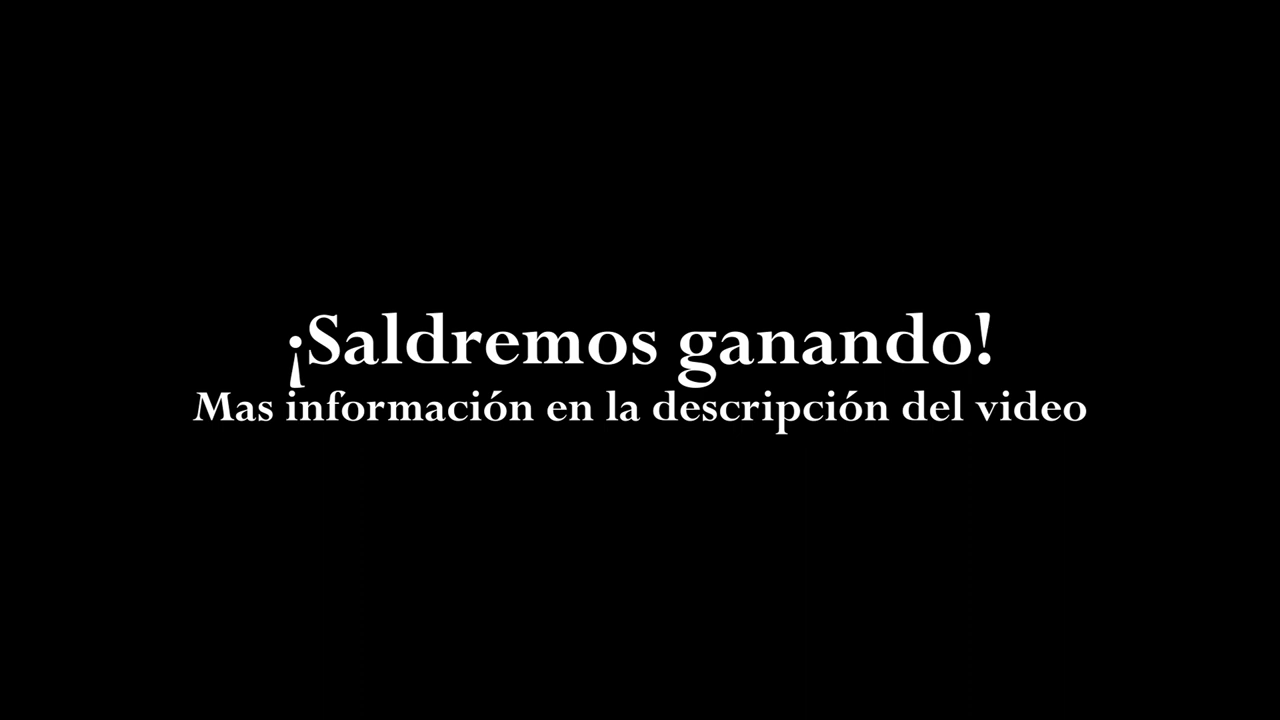 ¡Saldremos ganando!
Mas información en la descripción del video